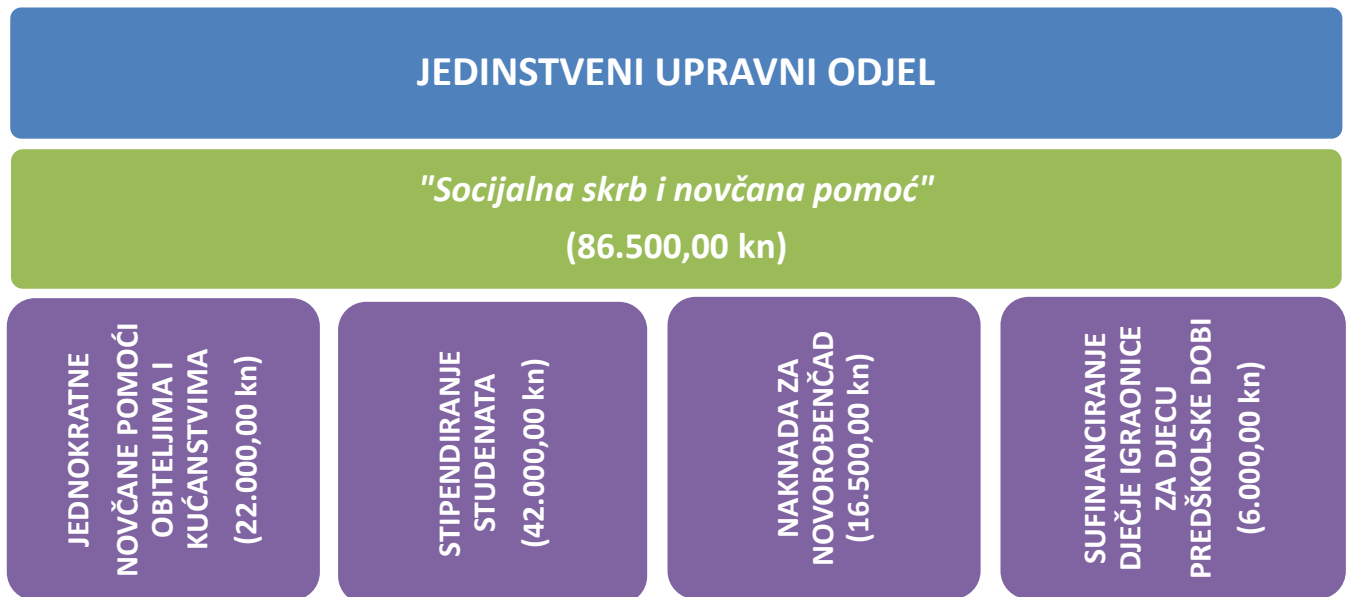 JEDINSTVENI UPRAVNI ODJEL
"Socijalna skrb i novčana pomoć"
(86.500,00 kn)
JEDNOKRATNE
NOVČANE POMOĆI
OBITELJIMA I
KUĆANSTVIMA
(22.000,00 kn)
STIPENDIRANJE
STUDENATA
(42.000,00 kn)
NAKNADA ZA
NOVOROĐENČAD
(16.500,00 kn)
SUFINANCIRANJE
DJEČJE IGRAONICE
ZA DJECU
PREDŠKOLSKE DOBI
(6.000,00 kn)